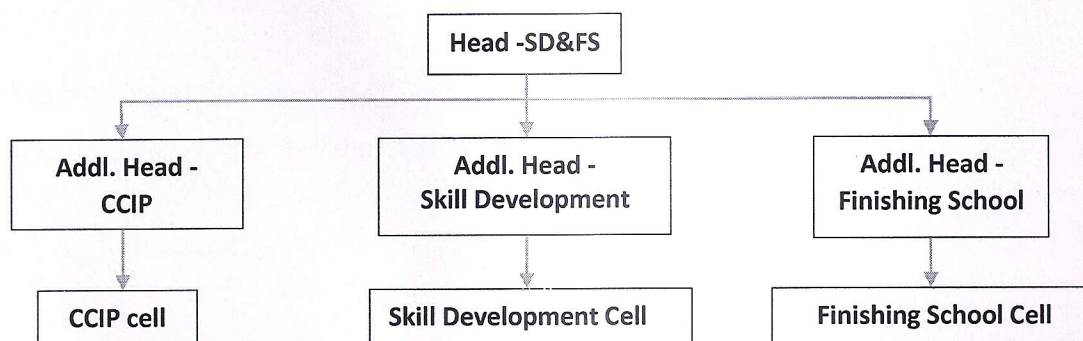 Head -SD&FS
Addl. Head -
CCIP
Addl. Head -
Skill Development
Addl. Head -
Finishing School
CCIP cell
Skill Development Cell
Finishing School Cell